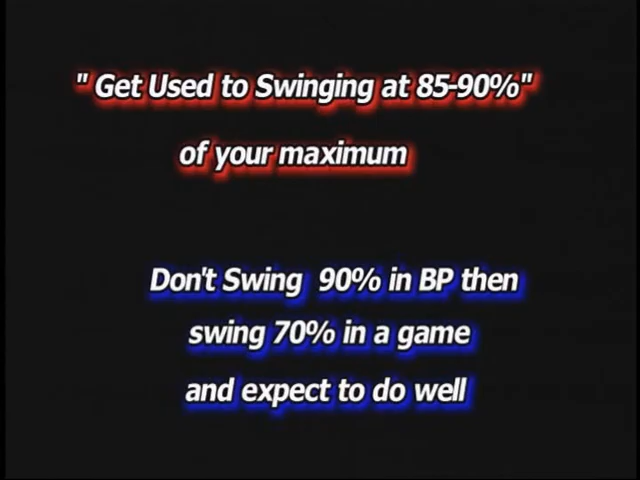 " Get Used to Swinging at 85-90%"
of your maximum
Don't Swing 90% in BP then
swing 70% in a game
and expect to do well